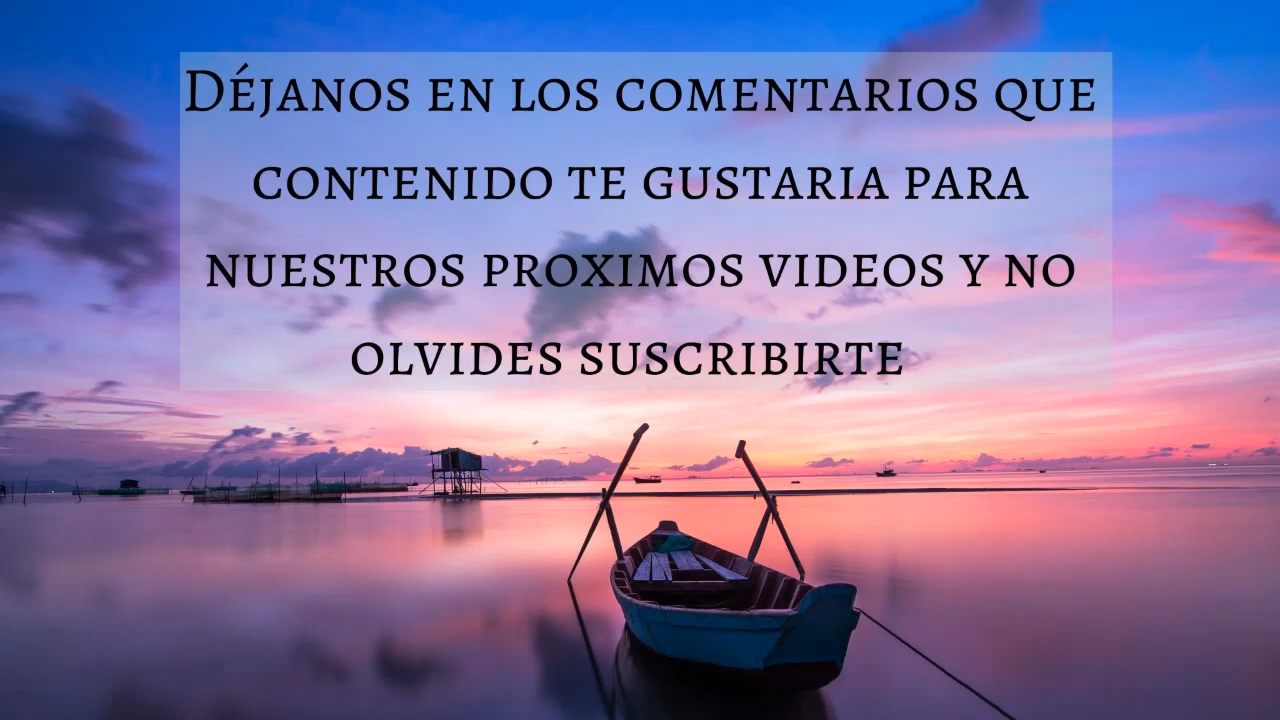 Déjanos en los comentarios que
contenido te gustaria para
nuestros proximos videos y no
olvides suscribirte